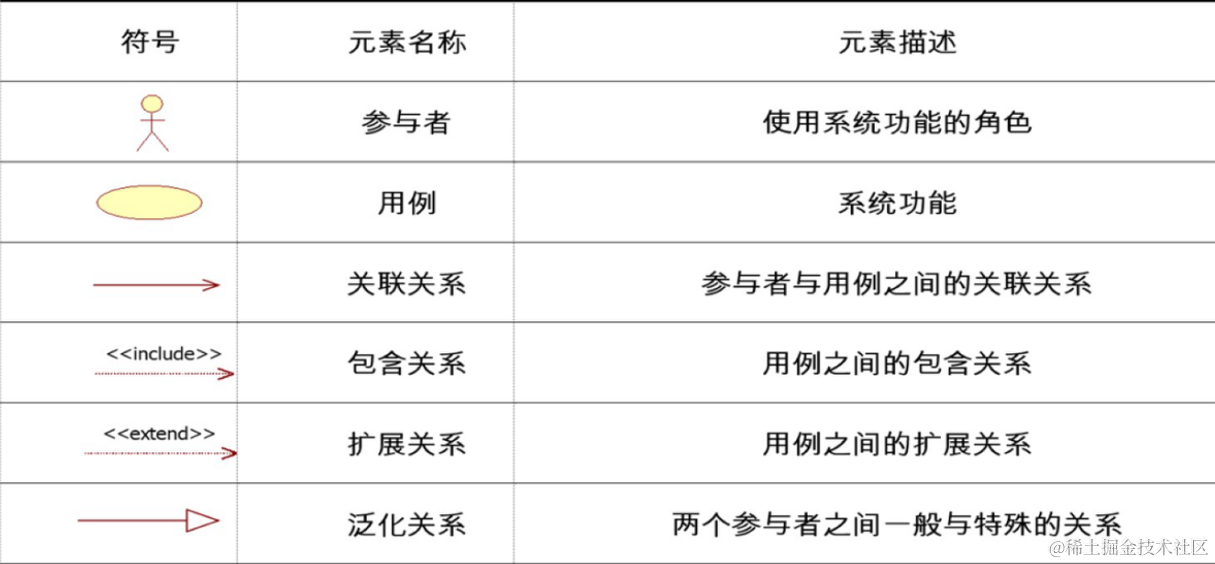 符号 元素名称 元素描述
参与者 使用系统功能的角色
用例 系统功能
关联关系 参与者与用例之间的关联关系
<<include>> 包含关系 用例之间的包含关系
<<extend>> 扩展关系 用例之间的扩展关系
泛化关系 两个参与者之间一般与特殊的关系
@稀土掘金技术社区